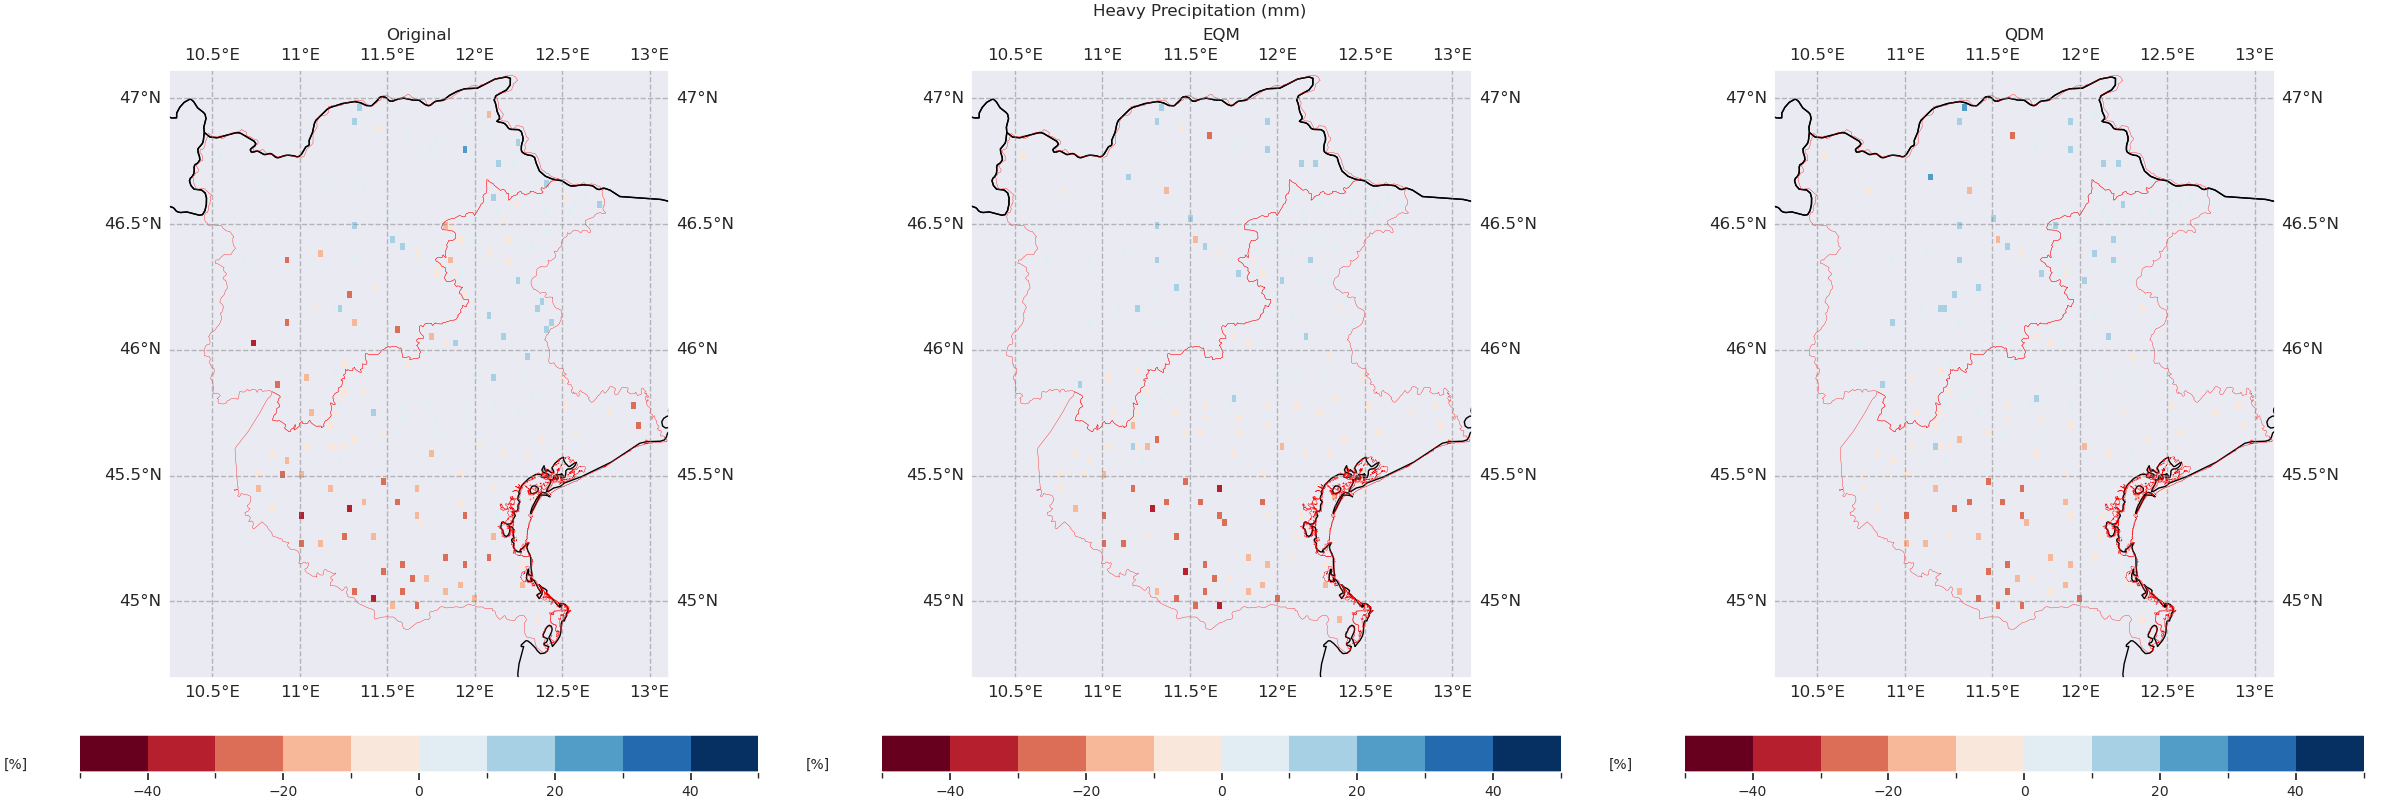 Heavy Precipitation (mm)
Original
EQM
QDM
10.5°E 11°E 11.5°E 12°E 12.5°E 13°E
10.5°E 11°E 11.5°E 12°E 12.5°E 13°E
10.5°E 11°E 11.5°E 12°E 12.5°E 13°E
47°N 47°N 47°N 47°N 47°N 47°N
46.5°N 46.5°N 46.5°N 46.5°N 46.5°N 46.5°N
46°N 46°N 46°N 46°N 46°N 46°N
45.5°N 45.5°N 45.5°N 45.5°N 45.5°N 45.5°N
45°N 45°N 45°N 45°N 45°N 45°N
10.5°E 11°E 11.5°E 12°E 12.5°E 13°E
10.5°E 11°E 11.5°E 12°E 12.5°E 13°E
10.5°E 11°E 11.5°E 12°E 12.5°E 13°E
[%] [%] [%]
−40 −20 0 20 40
−40 −20 0 20 40
−40 −20 0 20 40